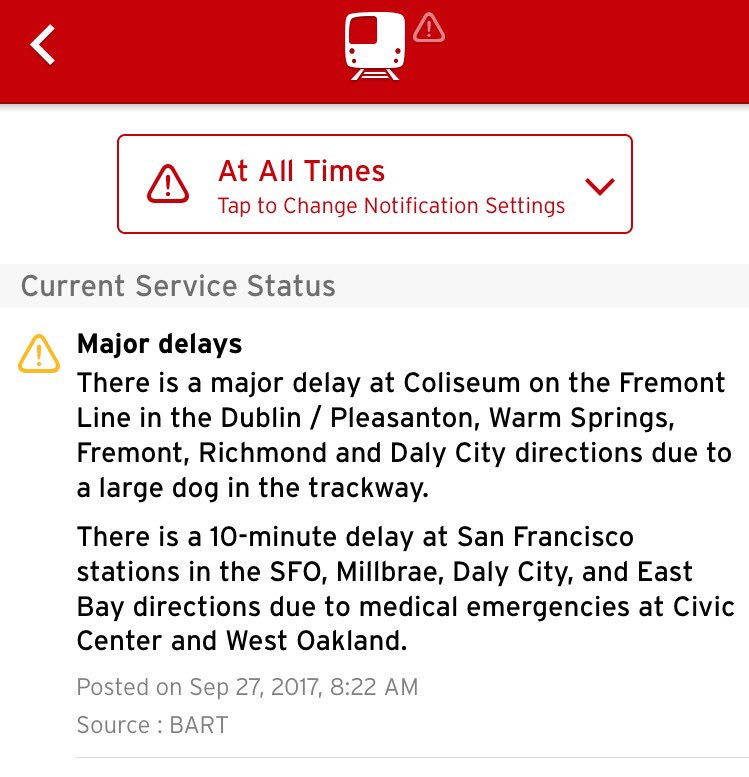 At All Times
Tap to Change Notification Settings
Current Service Status
Major delays
There is a major delay at Coliseum on the Fremont
Line in the Dublin / Pleasanton, Warm Springs,
Fremont, Richmond and Daly City directions due to
a large dog in the trackway.
There is a 10-minute delay at San Francisco
stations in the SFO, Millbrae, Daly City, and East
Bay directions due to medical emergencies at Civic
Center and West Oakland.
Posted on Sep 27, 2017, 8:22 AM
Source : BART